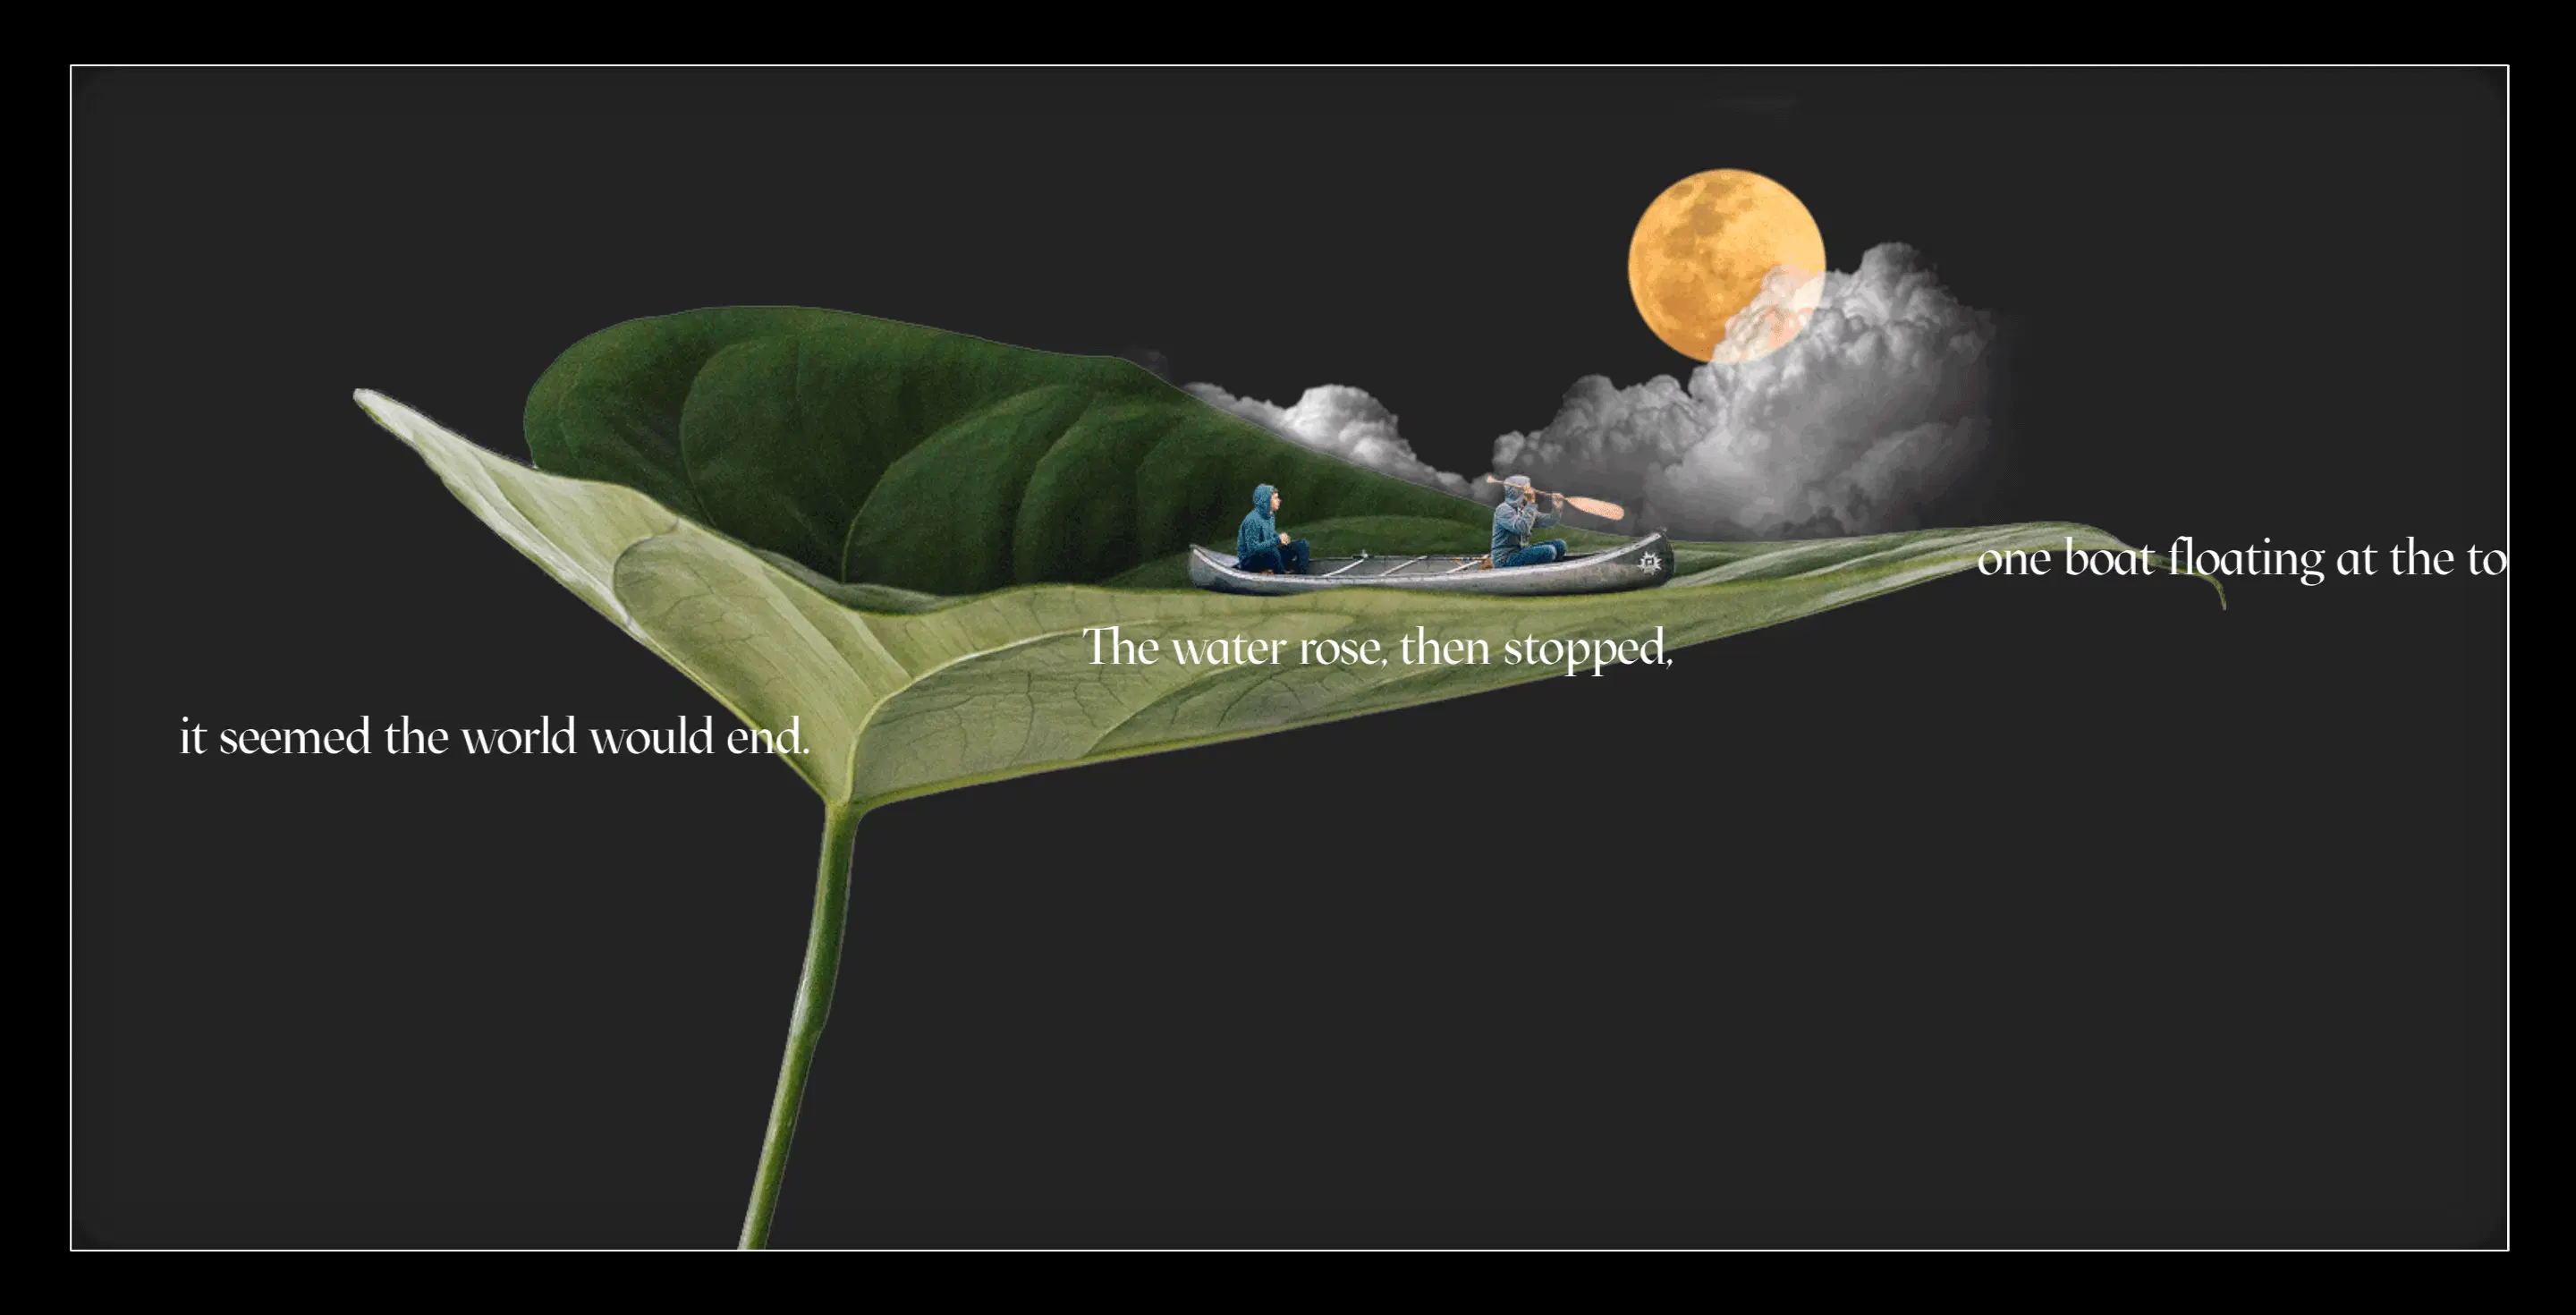 one boat floating at the to
The water rose, then stopped,
it seemed the world would end.